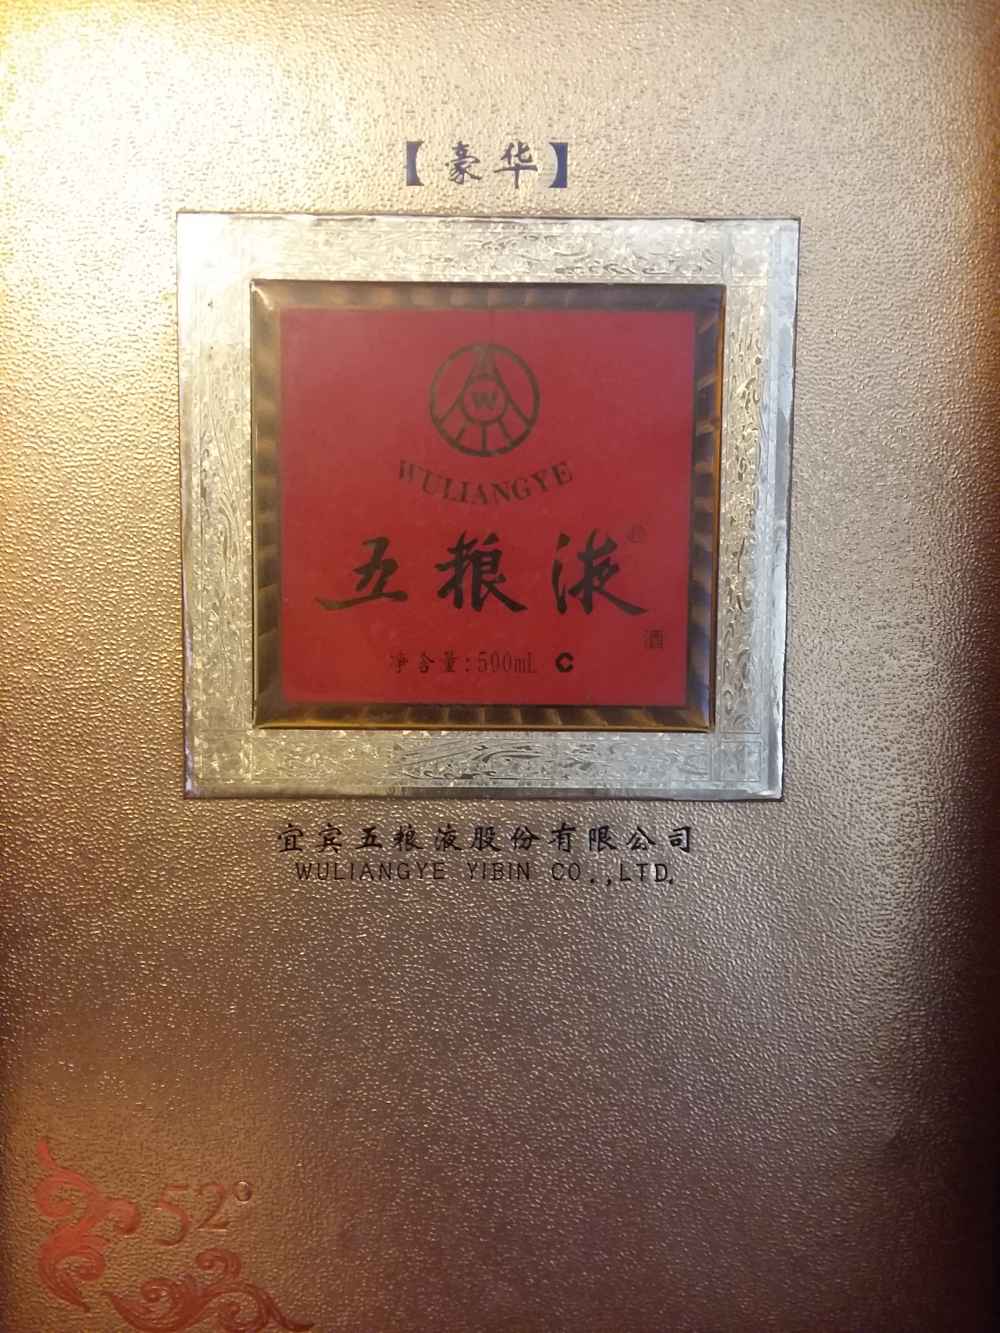 【豪华】
W
WULIANGYE
五粮液®
酒
净含量:500mL C
宜宾五粮液股份有限公司
WULIANGYE YIBIN CO.,LTD.
52°